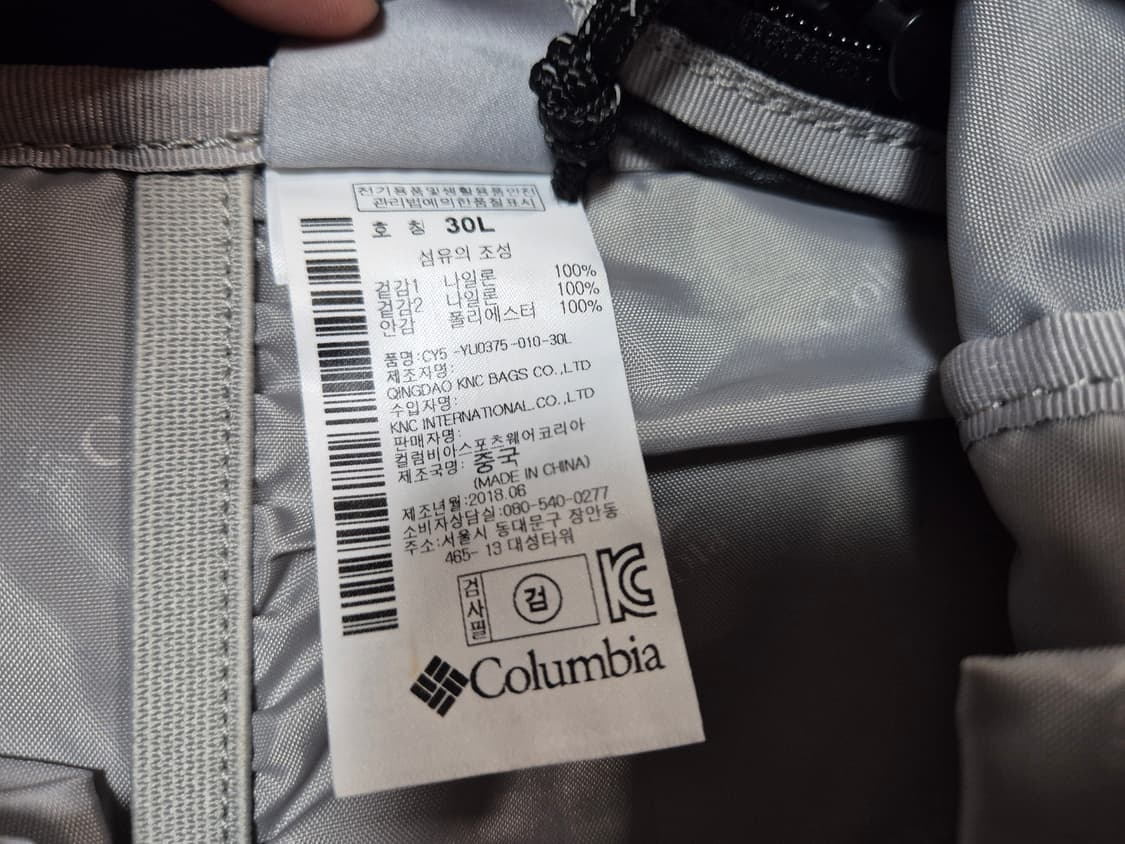 전기용품및생활용품안전
관리법에의한품질표시
호 칭 30L
섬유의 조성
겉감1 나일론 100%
겉감2 나일론 100%
안감 폴리에스터 100%
품명:CY5 -YU0375-010-30L
제조자명:
QINGDAO KNC BAGS CO.,LTD
수입자명:
KNC INTERNATIONAL.CO.,LTD
판매자명:
컬럼비아스포츠웨어코리아
제조국명: 중국
(MADE IN CHINA)
제조년월:2018.06
소비자상담실:080-540-0277
주소:서울시 동대문구 장안동
465- 13 대성타워
검사필
검
KC
Columbia